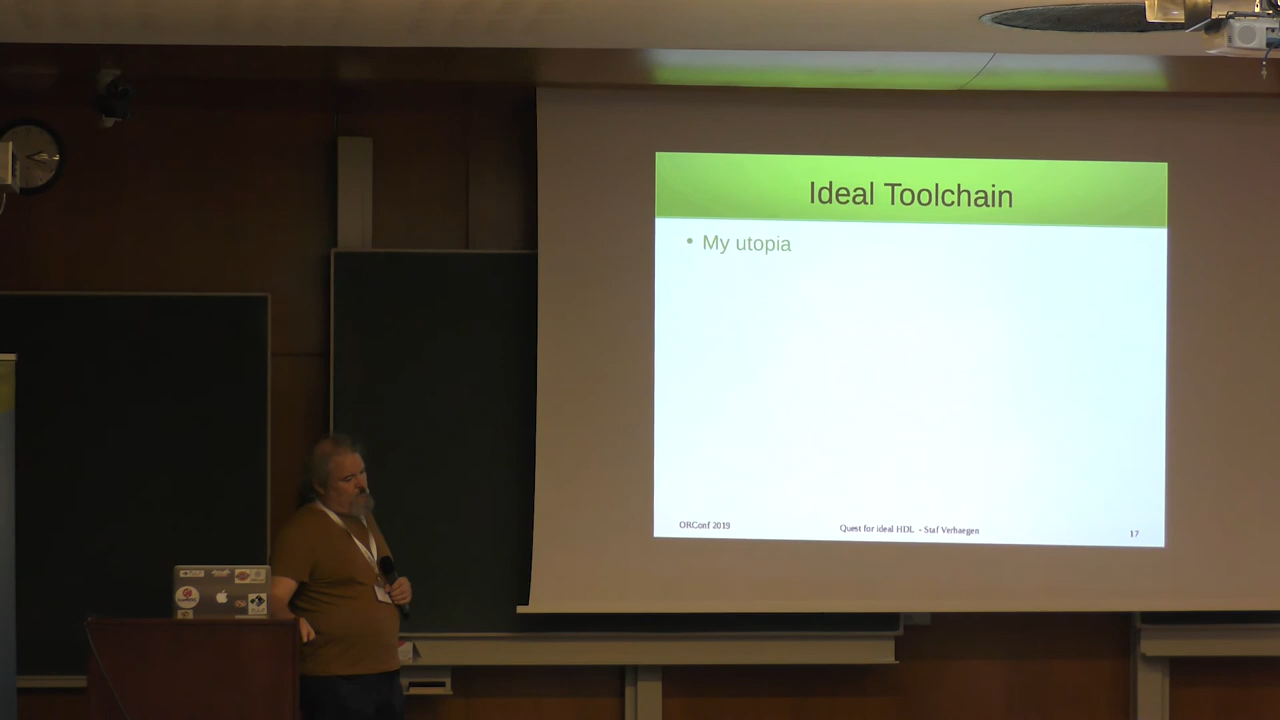 Ideal Toolchain
• My utopia
ORConf 2019
Quest for ideal HDL - Staf Verhaegen
17